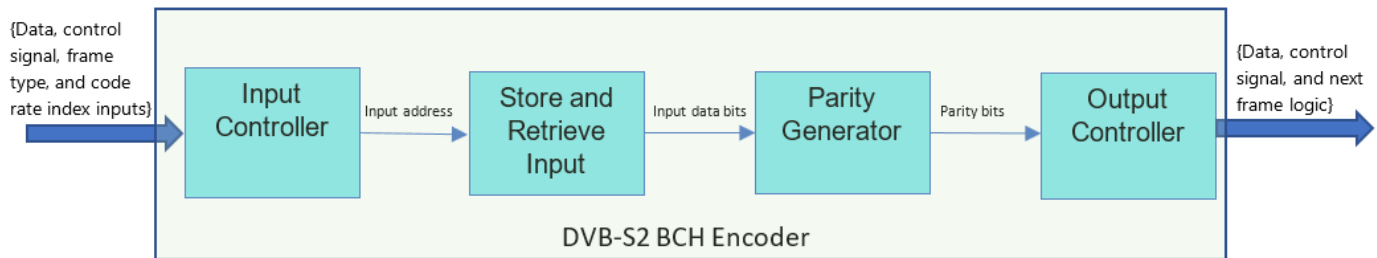 {Data, control
signal, frame
type, and code
rate index inputs}
Input
Controller
Input address
Store and
Retrieve
Input
Input data bits
Parity
Generator
Parity bits
Output
Controller
{Data, control
signal, and next
frame logic}
DVB-S2 BCH Encoder